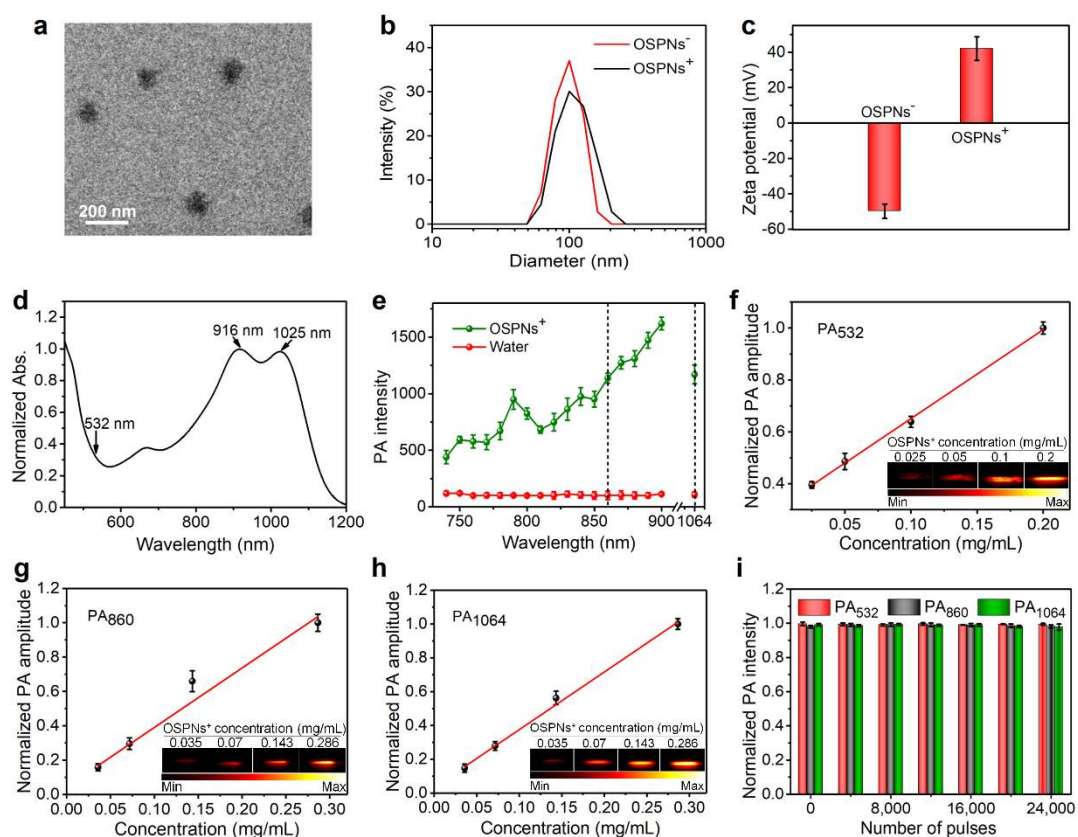 a
200 nm
b
OSPNs⁻
OSPNs⁺
Intensity (%)
40
30
20
10
0
10
100
1000
Diameter (nm)
c
Zeta potential (mV)
60
40
20
0
-20
-40
-60
OSPNs⁻
OSPNs⁺
d
Normalized Abs.
1.4
1.2
1.0
0.8
0.6
0.4
0.2
0.0
916 nm
1025 nm
532 nm
600
800
1000
1200
Wavelength (nm)
e
OSPNs⁺
Water
PA intensity
1500
1000
500
0
750
800
850
900
1064
Wavelength (nm)
f
PA532
Normalized PA amplitude
1.0
0.8
0.6
0.4
OSPNs⁺ concentration (mg/mL)
0.025 0.05 0.1 0.2
Min Max
0.05
0.10
0.15
0.20
Concentration (mg/mL)
g
PA860
Normalized PA amplitude
1.2
1.0
0.8
0.6
0.4
0.2
0.0
OSPNs⁺ concentration (mg/mL)
0.035 0.07 0.143 0.286
Min Max
0.00 0.05 0.10 0.15 0.20 0.25 0.30
Concentration (mg/mL)
h
PA1064
Normalized PA amplitude
1.2
1.0
0.8
0.6
0.4
0.2
0.0
OSPNs⁺ concentration (mg/mL)
0.035 0.07 0.143 0.286
Min Max
0.00 0.05 0.10 0.15 0.20 0.25 0.30
Concentration (mg/mL)
i
PA532 PA860 PA1064
Normalized PA intensity
1.2
1.0
0.8
0.6
0.4
0.2
0.0
0 8,000 16,000 24,000
Number of pulses